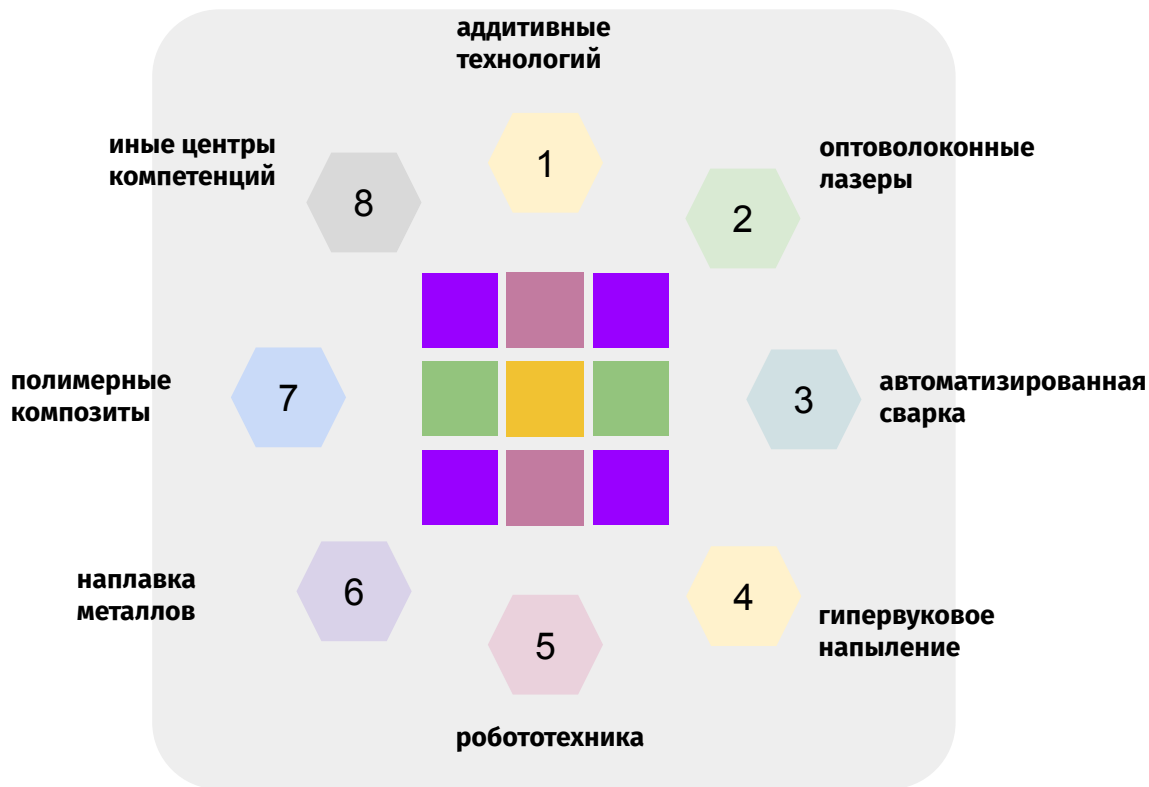 аддитивные
технологий
1
оптоволоконные
лазеры
2
автоматизированная
сварка
3
4
гипервуковое
напыление
5
робототехника
6
наплавка
металлов
7
полимерные
композиты
8
иные центры
компетенций